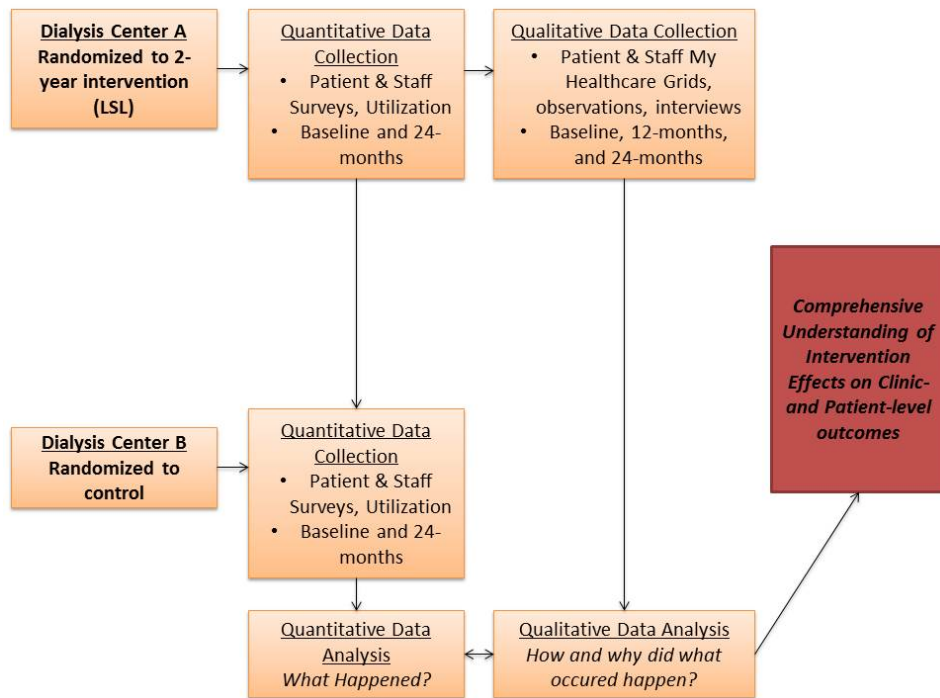 Dialysis Center A
Randomized to 2-
year intervention
(LSL)
Quantitative Data
Collection
• Patient & Staff
Surveys, Utilization
• Baseline and 24-
months
Qualitative Data Collection
• Patient & Staff My
Healthcare Grids,
observations, interviews
• Baseline, 12-months,
and 24-months
Comprehensive
Understanding of
Intervention
Effects on Clinic-
and Patient-level
outcomes
Dialysis Center B
Randomized to
control
Quantitative Data
Collection
• Patient & Staff
Surveys, Utilization
• Baseline and 24-
months
Quantitative Data
Analysis
What Happened?
Qualitative Data Analysis
How and why did what
occured happen?